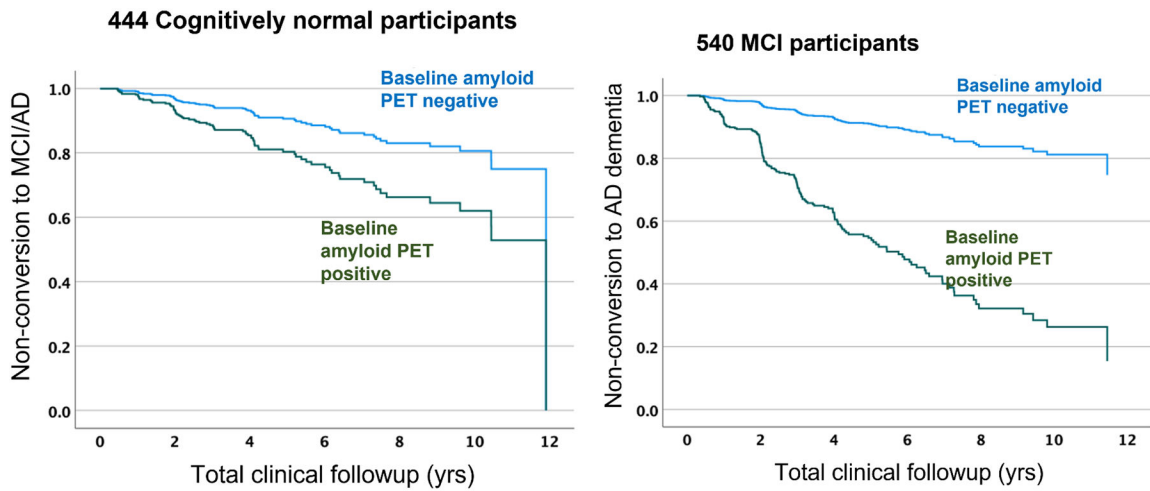 444 Cognitively normal participants
Non-conversion to MCI/AD
1.0
0.8
0.6
0.4
0.2
0.0
Baseline amyloid
PET negative
Baseline
amyloid PET
positive
0 2 4 6 8 10 12
Total clinical followup (yrs)
540 MCI participants
Non-conversion to AD dementia
1.0
0.8
0.6
0.4
0.2
0.0
Baseline amyloid
PET negative
Baseline
amyloid PET
positive
0 2 4 6 8 10 12
Total clinical followup (yrs)